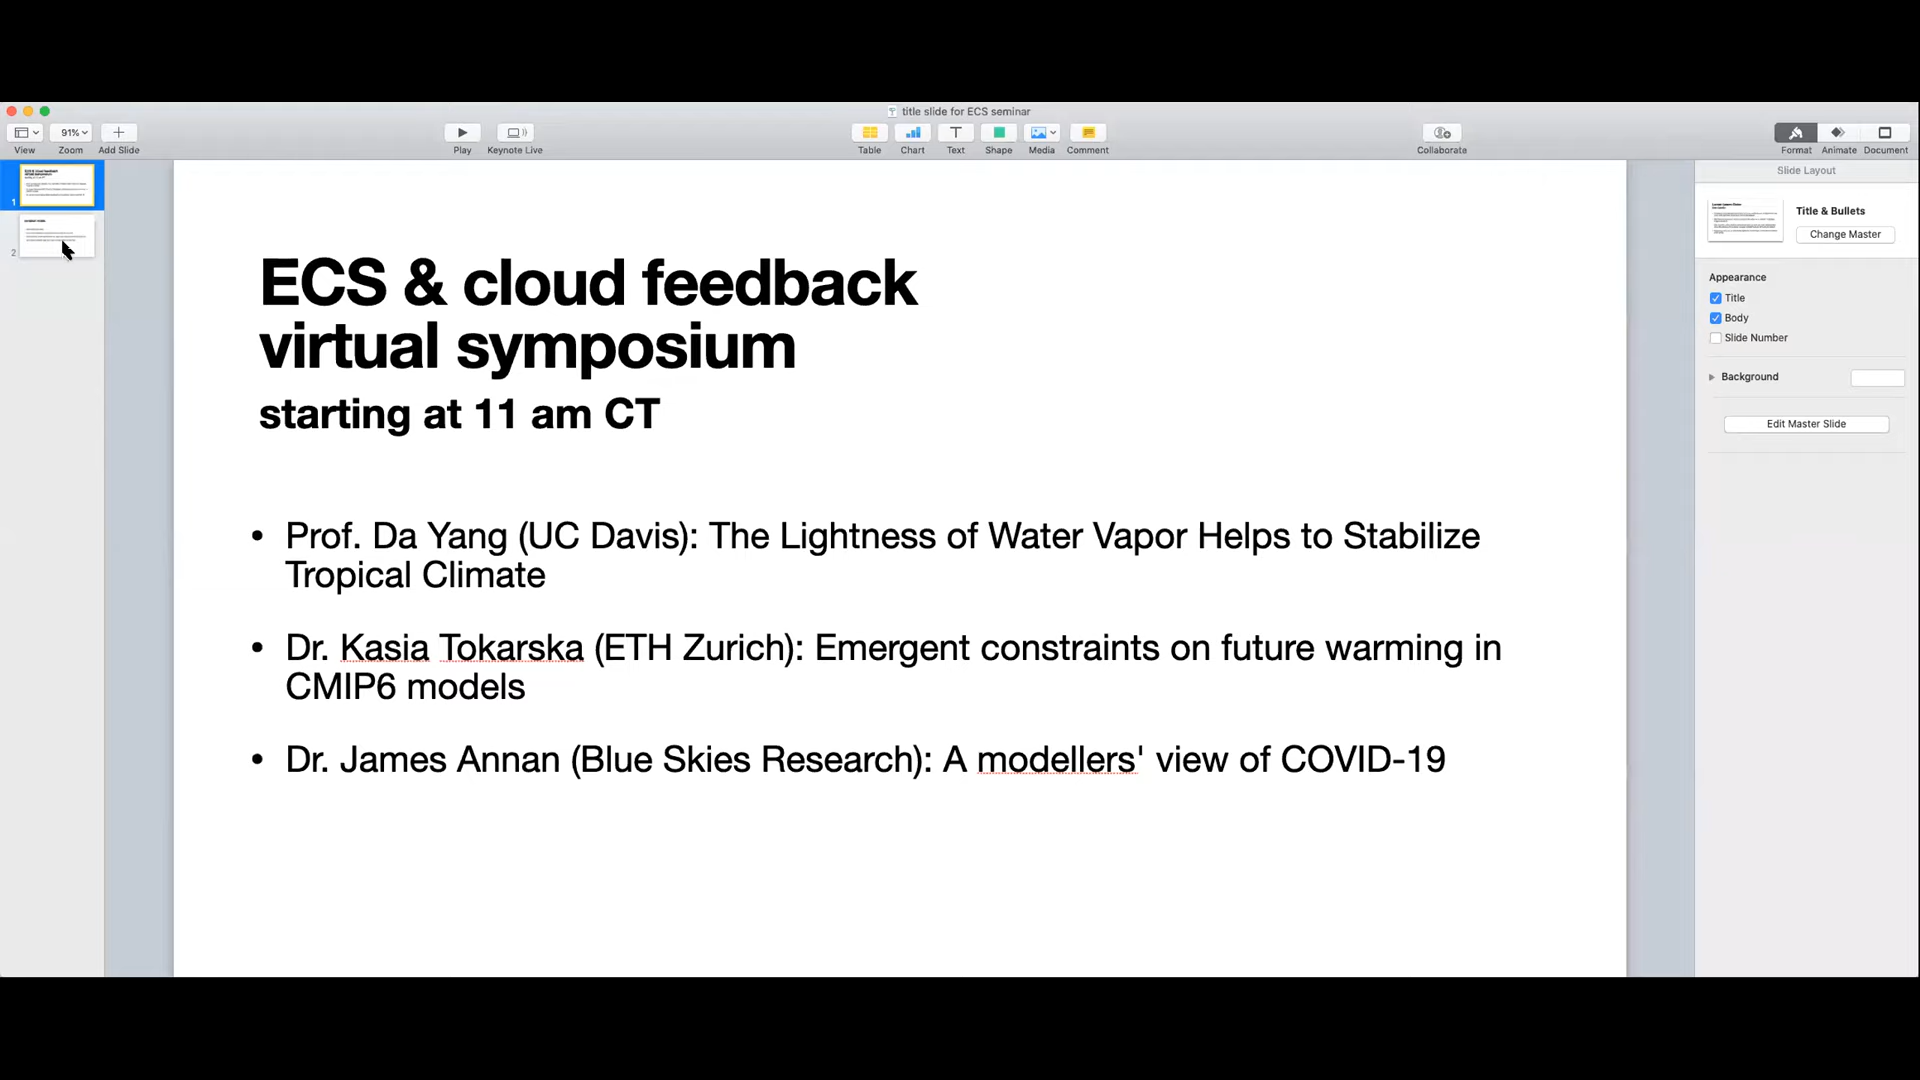 title slide for ECS seminar
91%
View
Zoom
Add Slide
Play
Keynote Live
Table
Chart
Text
Shape
Media
Comment
Collaborate
Format
Animate
Document
1
2
ECS & cloud feedback
virtual symposium
starting at 11 am CT
• Prof. Da Yang (UC Davis): The Lightness of Water Vapor Helps to Stabilize
Tropical Climate
• Dr. Kasia Tokarska (ETH Zurich): Emergent constraints on future warming in
CMIP6 models
• Dr. James Annan (Blue Skies Research): A modellers' view of COVID-19
Slide Layout
Title & Bullets
Change Master
Appearance
Title
Body
Slide Number
Background
Edit Master Slide